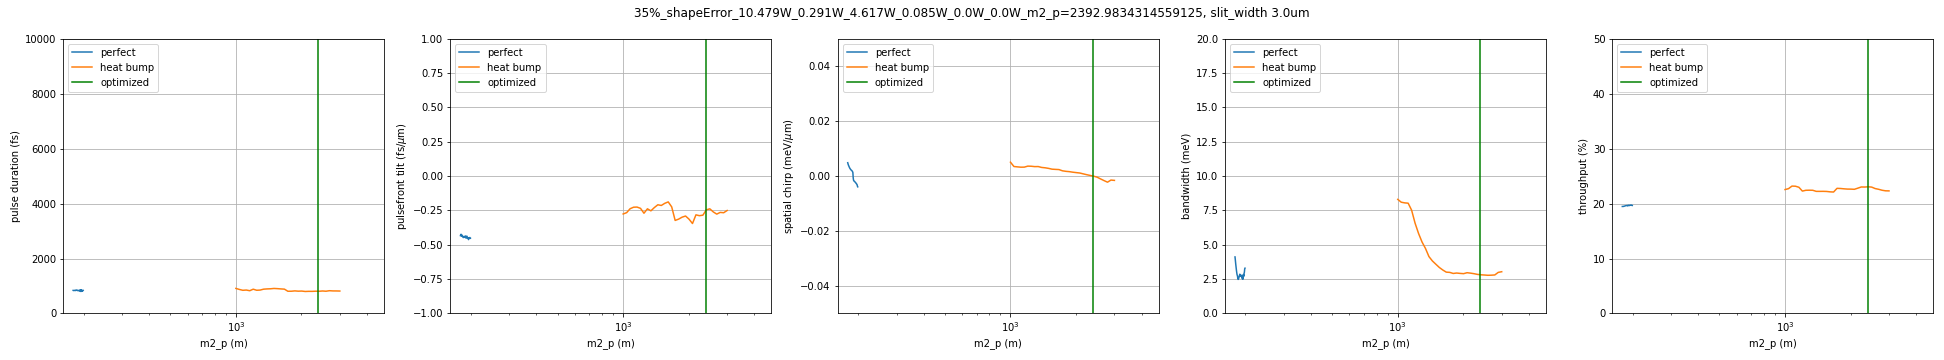 35%_shapeError_10.479W_0.291W_4.617W_0.085W_0.0W_0.0W_m2_p=2392.9834314559125, slit_width 3.0um
pulse duration (fs)
10000
8000
6000
4000
2000
0
perfect
heat bump
optimized
10³
m2_p (m)
pulsefront tilt (fs/μm)
1.00
0.75
0.50
0.25
0.00
−0.25
−0.50
−0.75
−1.00
perfect
heat bump
optimized
10³
m2_p (m)
spatial chirp (meV/μm)
0.04
0.02
0.00
−0.02
−0.04
perfect
heat bump
optimized
10³
m2_p (m)
bandwidth (meV)
20.0
17.5
15.0
12.5
10.0
7.5
5.0
2.5
0.0
perfect
heat bump
optimized
10³
m2_p (m)
throughput (%)
50
40
30
20
10
0
perfect
heat bump
optimized
10³
m2_p (m)